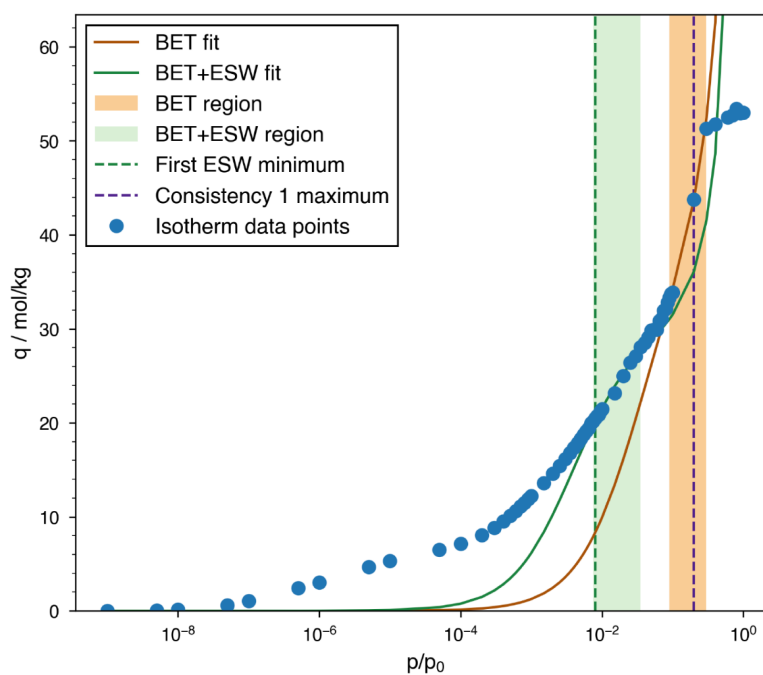 BET fit
BET+ESW fit
BET region
BET+ESW region
First ESW minimum
Consistency 1 maximum
Isotherm data points
q / mol/kg
60
50
40
30
20
10
0
10⁻⁸ 10⁻⁶ 10⁻⁴ 10⁻² 10⁰
p/p₀